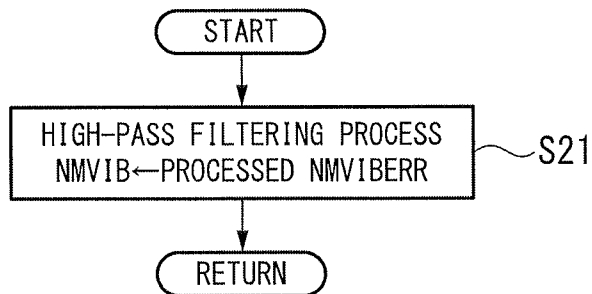 START
HIGH-PASS FILTERING PROCESS
NMVIB←PROCESSED NMVIBERR
S21
RETURN